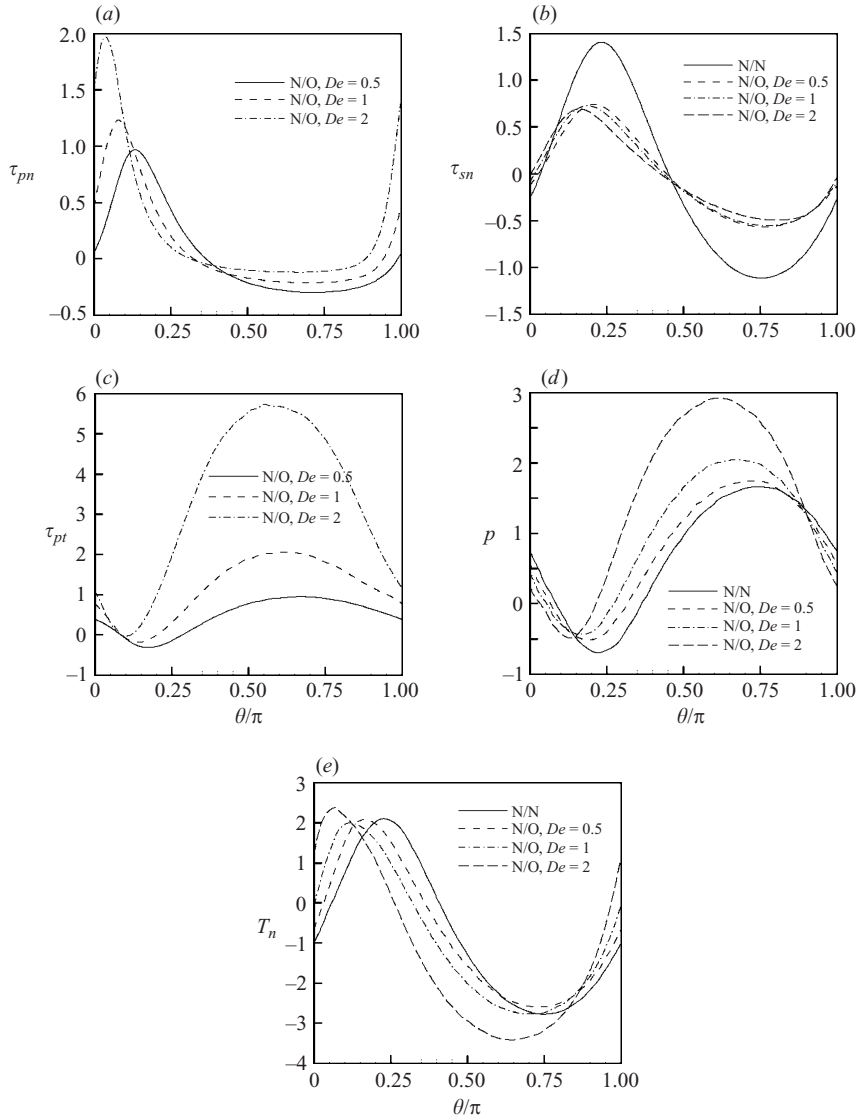 (a)
2.0
1.5
1.0
0.5
0
–0.5
τpn
N/O, De = 0.5
N/O, De = 1
N/O, De = 2
0
0.25
0.50
0.75
1.00
(b)
1.5
1.0
0.5
0
–0.5
–1.0
–1.5
τsn
N/N
N/O, De = 0.5
N/O, De = 1
N/O, De = 2
0
0.25
0.50
0.75
1.00
(c)
6
5
4
3
2
1
0
–1
τpt
N/O, De = 0.5
N/O, De = 1
N/O, De = 2
0
0.25
0.50
0.75
1.00
θ/π
(d)
3
2
1
0
–1
p
N/N
N/O, De = 0.5
N/O, De = 1
N/O, De = 2
0
0.25
0.50
0.75
1.00
θ/π
(e)
3
2
1
0
–1
–2
–3
–4
Tn
N/N
N/O, De = 0.5
N/O, De = 1
N/O, De = 2
0
0.25
0.50
0.75
1.00
θ/π